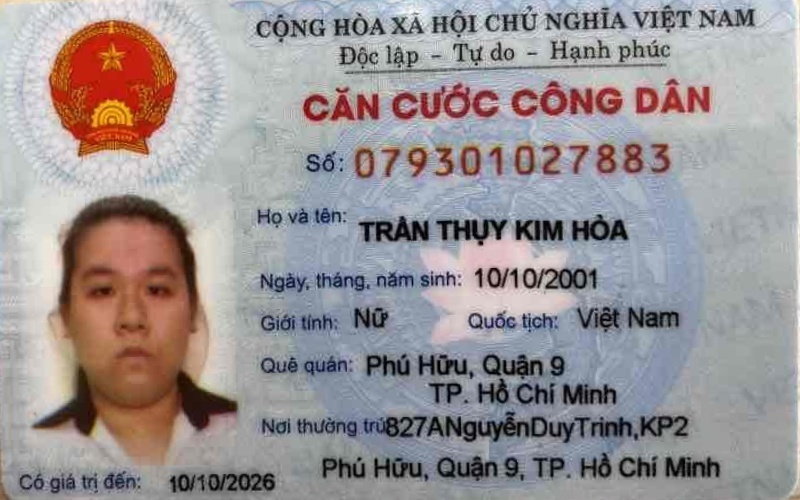 CỘNG HÒA XÃ HỘI CHỦ NGHĨA VIỆT NAM
Độc lập - Tự do - Hạnh phúc
CĂN CƯỚC CÔNG DÂN
Số: 079301027883
Họ và tên: TRẦN THỤY KIM HÒA
Ngày, tháng, năm sinh: 10/10/2001
Giới tính: Nữ Quốc tịch: Việt Nam
Quê quán: Phú Hữu, Quận 9
TP. Hồ Chí Minh
Nơi thường trú 827ANguyễnDuyTrinh,KP2
Phú Hữu, Quận 9, TP. Hồ Chí Minh
Có giá trị đến: 10/10/2026